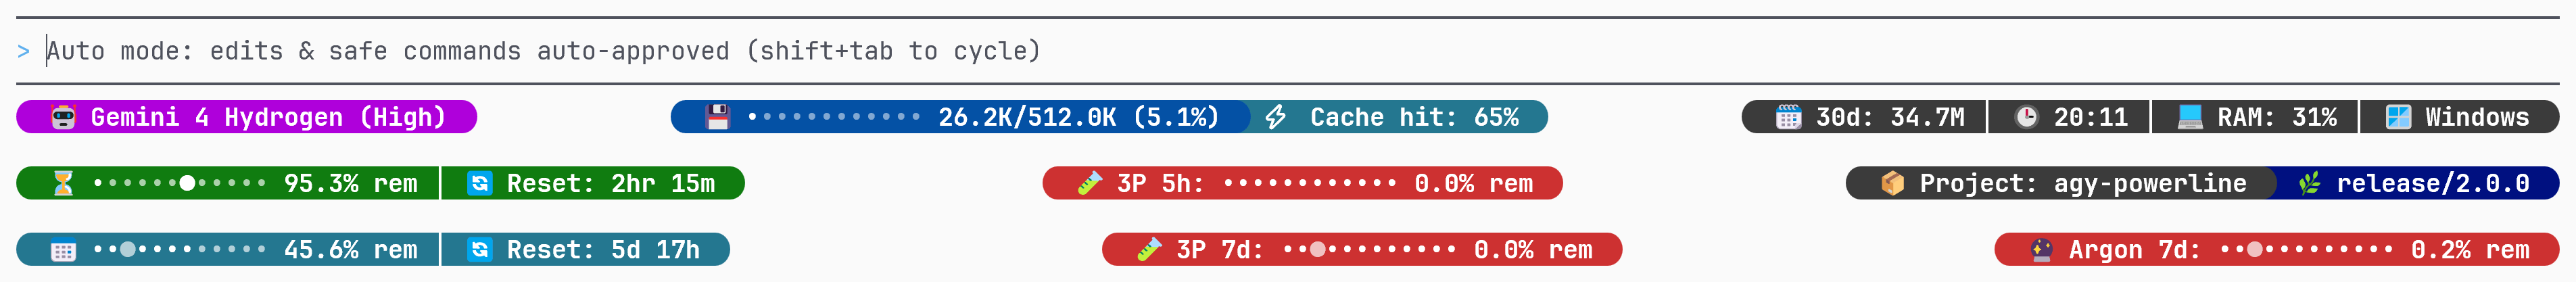 > Auto mode: edits & safe commands auto-approved (shift+tab to cycle)
Gemini 4 Hydrogen (High) 26.2K/512.0K (5.1%) Cache hit: 65% 30d: 34.7M 20:11 RAM: 31% Windows
95.3% rem Reset: 2hr 15m 3P 5h: 0.0% rem Project: agy-powerline release/2.0.0
45.6% rem Reset: 5d 17h 3P 7d: 0.0% rem Argon 7d: 0.2% rem